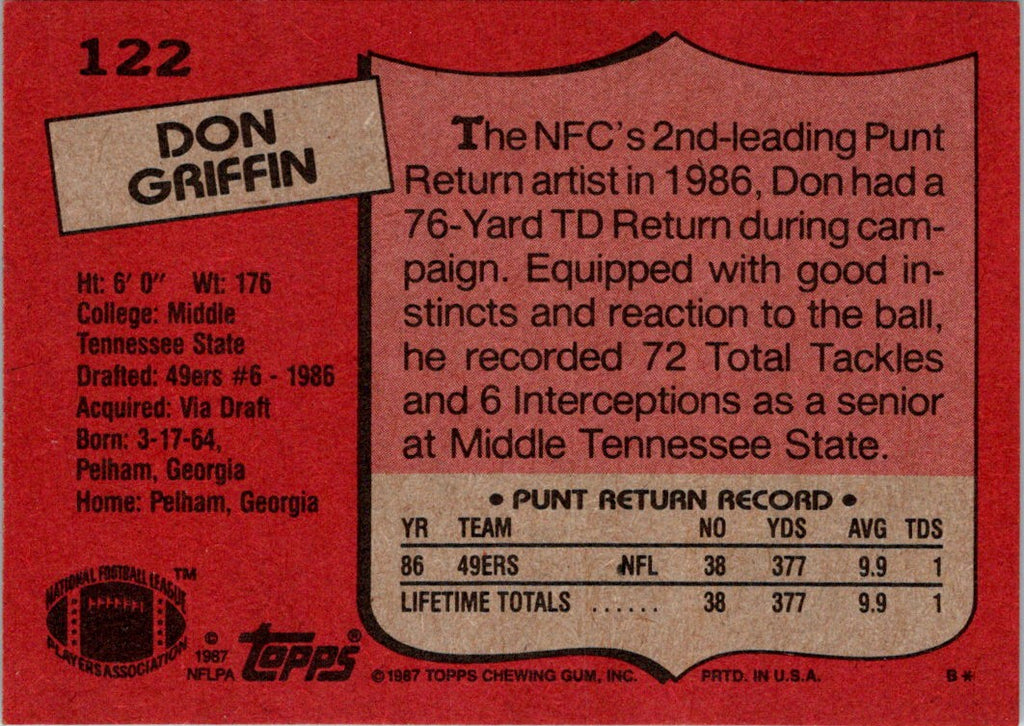 122
DON
GRIFFIN
Ht: 6' 0" Wt: 176
College: Middle
Tennessee State
Drafted: 49ers #6 - 1986
Acquired: Via Draft
Born: 3-17-64,
Pelham, Georgia
Home: Pelham, Georgia
The NFC's 2nd-leading Punt
Return artist in 1986, Don had a
76-Yard TD Return during cam-
paign. Equipped with good in-
stincts and reaction to the ball,
he recorded 72 Total Tackles
and 6 Interceptions as a senior
at Middle Tennessee State.
• PUNT RETURN RECORD •
YR TEAM NO YDS AVG TDS
86 49ERS NFL 38 377 9.9 1
LIFETIME TOTALS ...... 38 377 9.9 1
NATIONAL FOOTBALL LEAGUE ™
PLAYERS ASSOCIATION
©
1987
NFLPA
topps®
©1987 TOPPS CHEWING GUM, INC. PRTD. IN U.S.A. B*